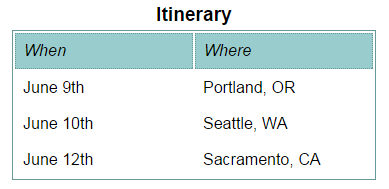 Itinerary
When Where
June 9th Portland, OR
June 10th Seattle, WA
June 12th Sacramento, CA